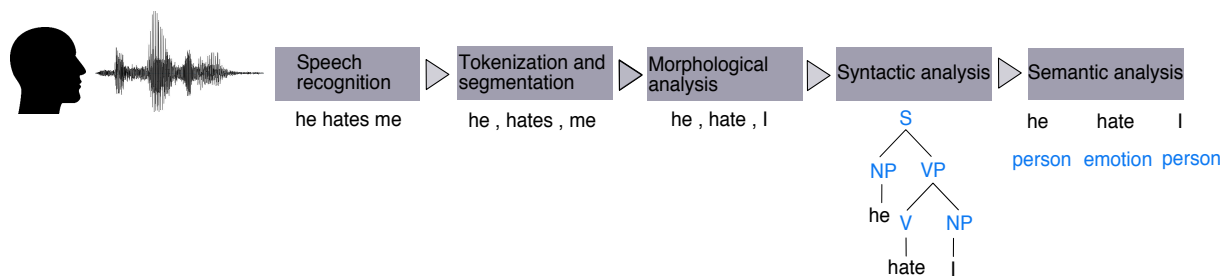 Speech
recognition
Tokenization and
segmentation
Morphological
analysis
Syntactic analysis
Semantic analysis
he hates me
he , hates , me
he , hate , I
S
NP VP
he
V NP
hate I
he hate I
person emotion person